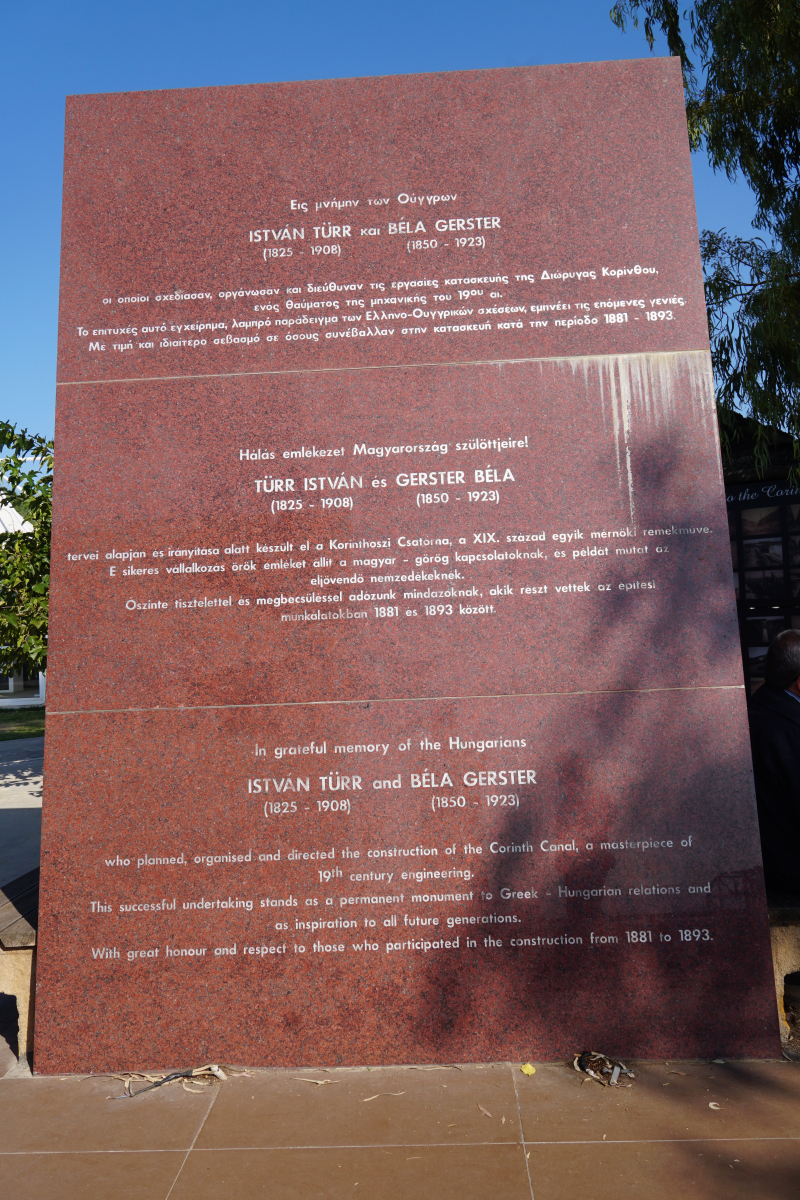 Εις μνήμην των Ούγγρων
ISTVÁN TÜRR και BÉLA GERSTER
(1825 - 1908) (1850 - 1923)
οι οποίοι σχεδίασαν, οργάνωσαν και διεύθυναν τις εργασίες κατασκευής της Διώρυγας Κορίνθου,
ενός θαύματος της μηχανικής του 19ου αι.
Το επιτυχές αυτό εγχείρημα, λαμπρό παράδειγμα των Ελληνο-Ουγγρικών σχέσεων, εμπνέει τις επόμενες γενιές.
Με τιμή και ιδιαίτερο σεβασμό σε όσους συνέβαλλαν στην κατασκευή κατά την περίοδο 1881 - 1893.
Hálás emlékezet Magyarország szülöttjeire!
TÜRR ISTVÁN és GERSTER BÉLA
(1825 - 1908) (1850 - 1923)
tervei alapján és irányítása alatt készült el a Korinthoszi Csatorna, a XIX. század egyik mérnöki remekműve.
E sikeres vállalkozás örök emléket állít a magyar - görög kapcsolatoknak, és példát mutat az
eljövendő nemzedékeknek.
Őszinte tisztelettel és megbecsüléssel adózunk mindazoknak, akik részt vettek az építési
munkálatokban 1881 és 1893 között.
In grateful memory of the Hungarians
ISTVÁN TÜRR and BÉLA GERSTER
(1825 - 1908) (1850 - 1923)
who planned, organised and directed the construction of the Corinth Canal, a masterpiece of
19th century engineering.
This successful undertaking stands as a permanent monument to Greek - Hungarian relations and
as inspiration to all future generations.
With great honour and respect to those who participated in the construction from 1881 to 1893.
to the